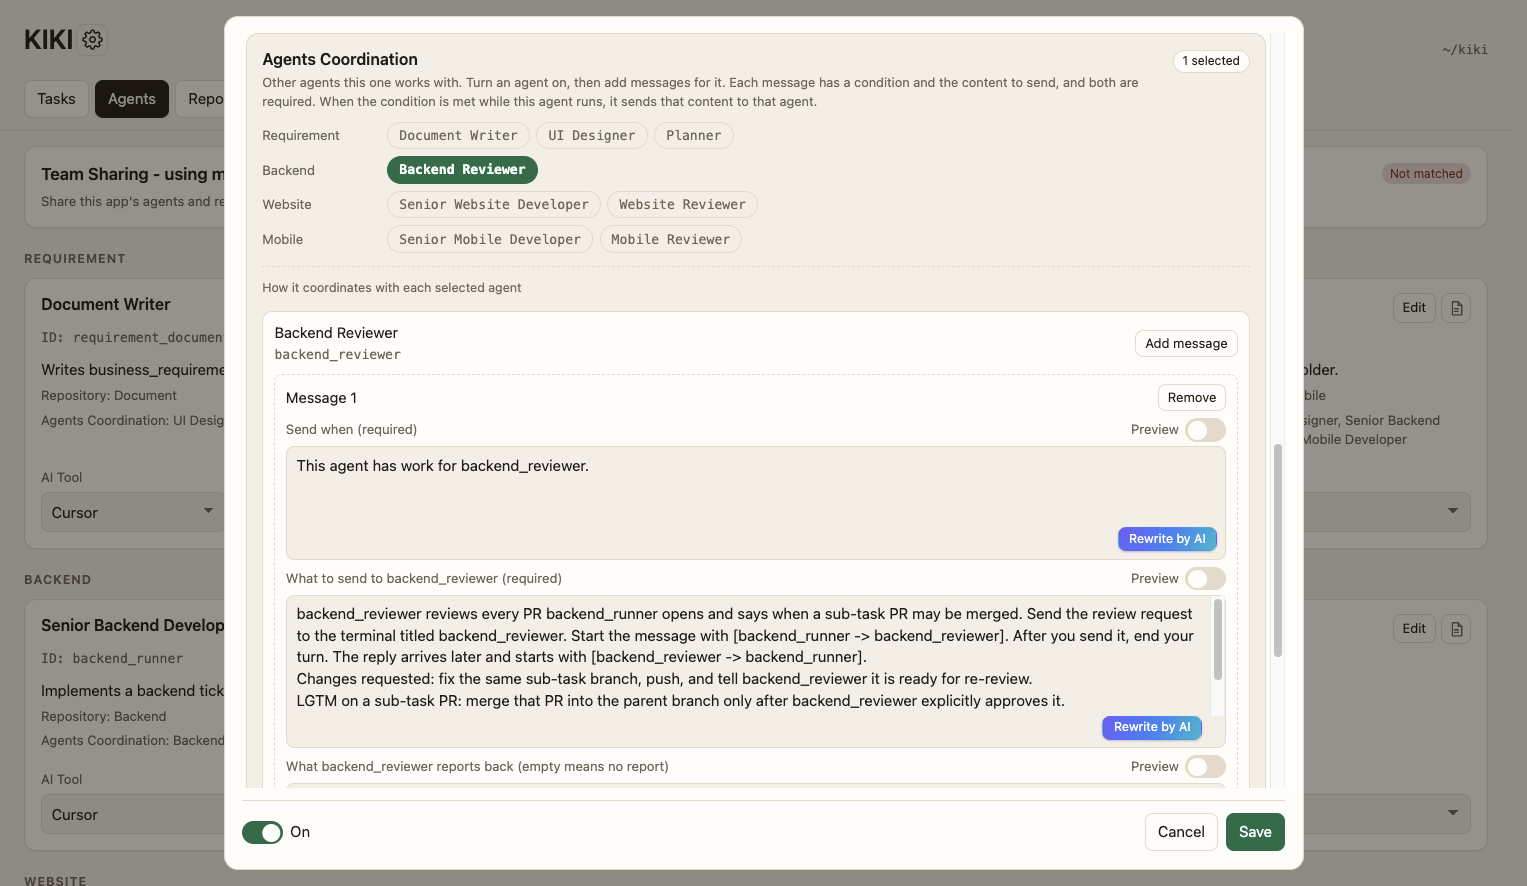 KIKI
~/kiki
Tasks
Agents
Repo
Team Sharing - using m
Not matched
Share this app's agents and re
REQUIREMENT
Document Writer
Edit
ID: requirement_documen
Writes business_requireme
older.
Repository: Document
bile
Agents Coordination: UI Desig
signer, Senior Backend
Mobile Developer
AI Tool
Cursor
BACKEND
Senior Backend Develop
Edit
ID: backend_runner
Implements a backend tick
Repository: Backend
Agents Coordination: Backend
AI Tool
Cursor
WEBSITE
Agents Coordination
1 selected
Other agents this one works with. Turn an agent on, then add messages for it. Each message has a condition and the content to send, and both are
required. When the condition is met while this agent runs, it sends that content to that agent.
Requirement
Document Writer
UI Designer
Planner
Backend
Backend Reviewer
Website
Senior Website Developer
Website Reviewer
Mobile
Senior Mobile Developer
Mobile Reviewer
How it coordinates with each selected agent
Backend Reviewer
backend_reviewer
Add message
Message 1
Remove
Send when (required)
Preview
This agent has work for backend_reviewer.
Rewrite by AI
What to send to backend_reviewer (required)
Preview
backend_reviewer reviews every PR backend_runner opens and says when a sub-task PR may be merged. Send the review request
to the terminal titled backend_reviewer. Start the message with [backend_runner -> backend_reviewer]. After you send it, end your
turn. The reply arrives later and starts with [backend_reviewer -> backend_runner].
Changes requested: fix the same sub-task branch, push, and tell backend_reviewer it is ready for re-review.
LGTM on a sub-task PR: merge that PR into the parent branch only after backend_reviewer explicitly approves it.
Rewrite by AI
What backend_reviewer reports back (empty means no report)
Preview
On
Cancel
Save